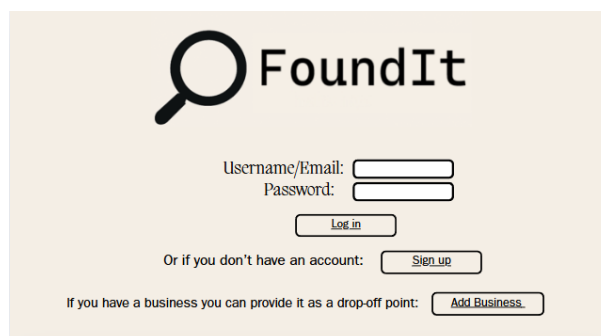 FoundIt
Username/Email:
Password:
Log in
Or if you don't have an account: Sign up
If you have a business you can provide it as a drop-off point: Add Business